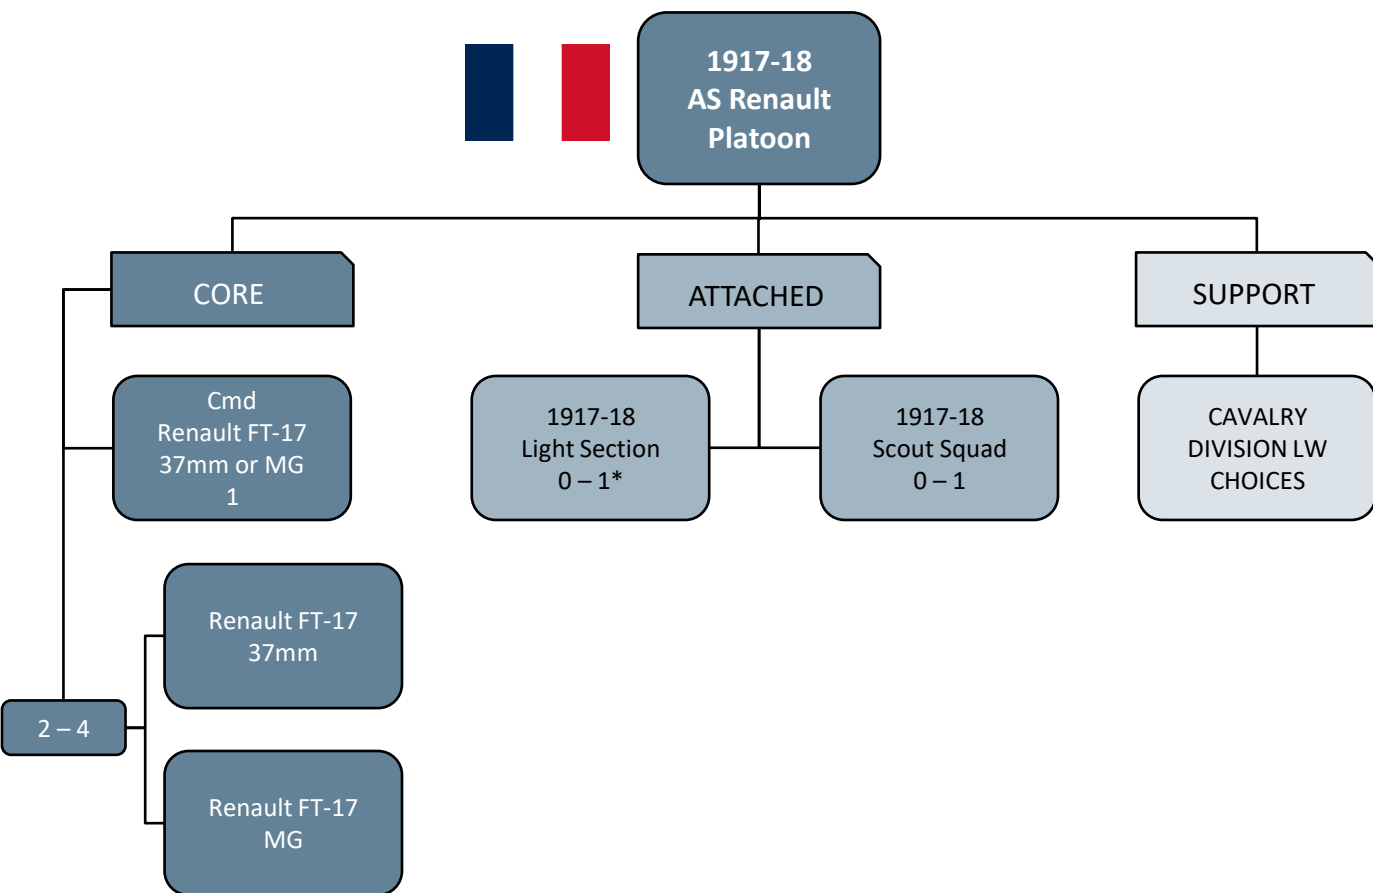 1917-18
AS Renault
Platoon
CORE
ATTACHED
SUPPORT
Cmd
Renault FT-17
37mm or MG
1
1917-18
Light Section
0 – 1*
1917-18
Scout Squad
0 – 1
CAVALRY
DIVISION LW
CHOICES
Renault FT-17
37mm
2 – 4
Renault FT-17
MG